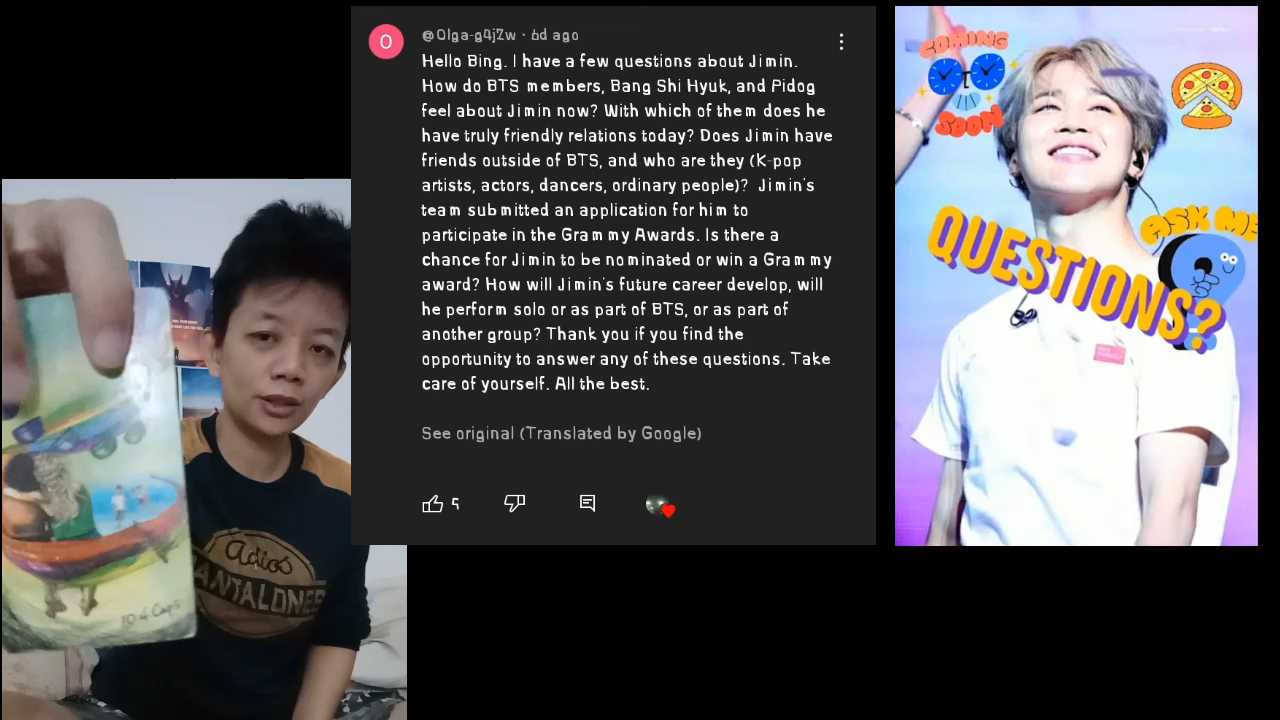 @Olga-g4jZw · 6d ago
Hello Bing. I have a few questions about Jimin.
How do BTS members, Bang Shi Hyuk, and Pidog
feel about Jimin now? With which of them does he
have truly friendly relations today? Does Jimin have
friends outside of BTS, and who are they (K-pop
artists, actors, dancers, ordinary people)? Jimin's
team submitted an application for him to
participate in the Grammy Awards. Is there a
chance for Jimin to be nominated or win a Grammy
award? How will Jimin's future career develop, will
he perform solo or as part of BTS, or as part of
another group? Thank you if you find the
opportunity to answer any of these questions. Take
care of yourself. All the best.
See original (Translated by Google)
5
O
COMING
SOON
ASK ME
QUESTIONS?
Adios
PANTALONES
10 of Cups